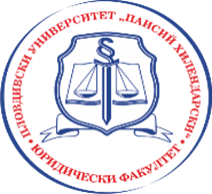 ПЛОВДИВСКИ УНИВЕРСИТЕТ „ПАИСИЙ ХИЛЕНДАРСКИ“
ЮРИДИЧЕСКИ ФАКУЛТЕТ
§